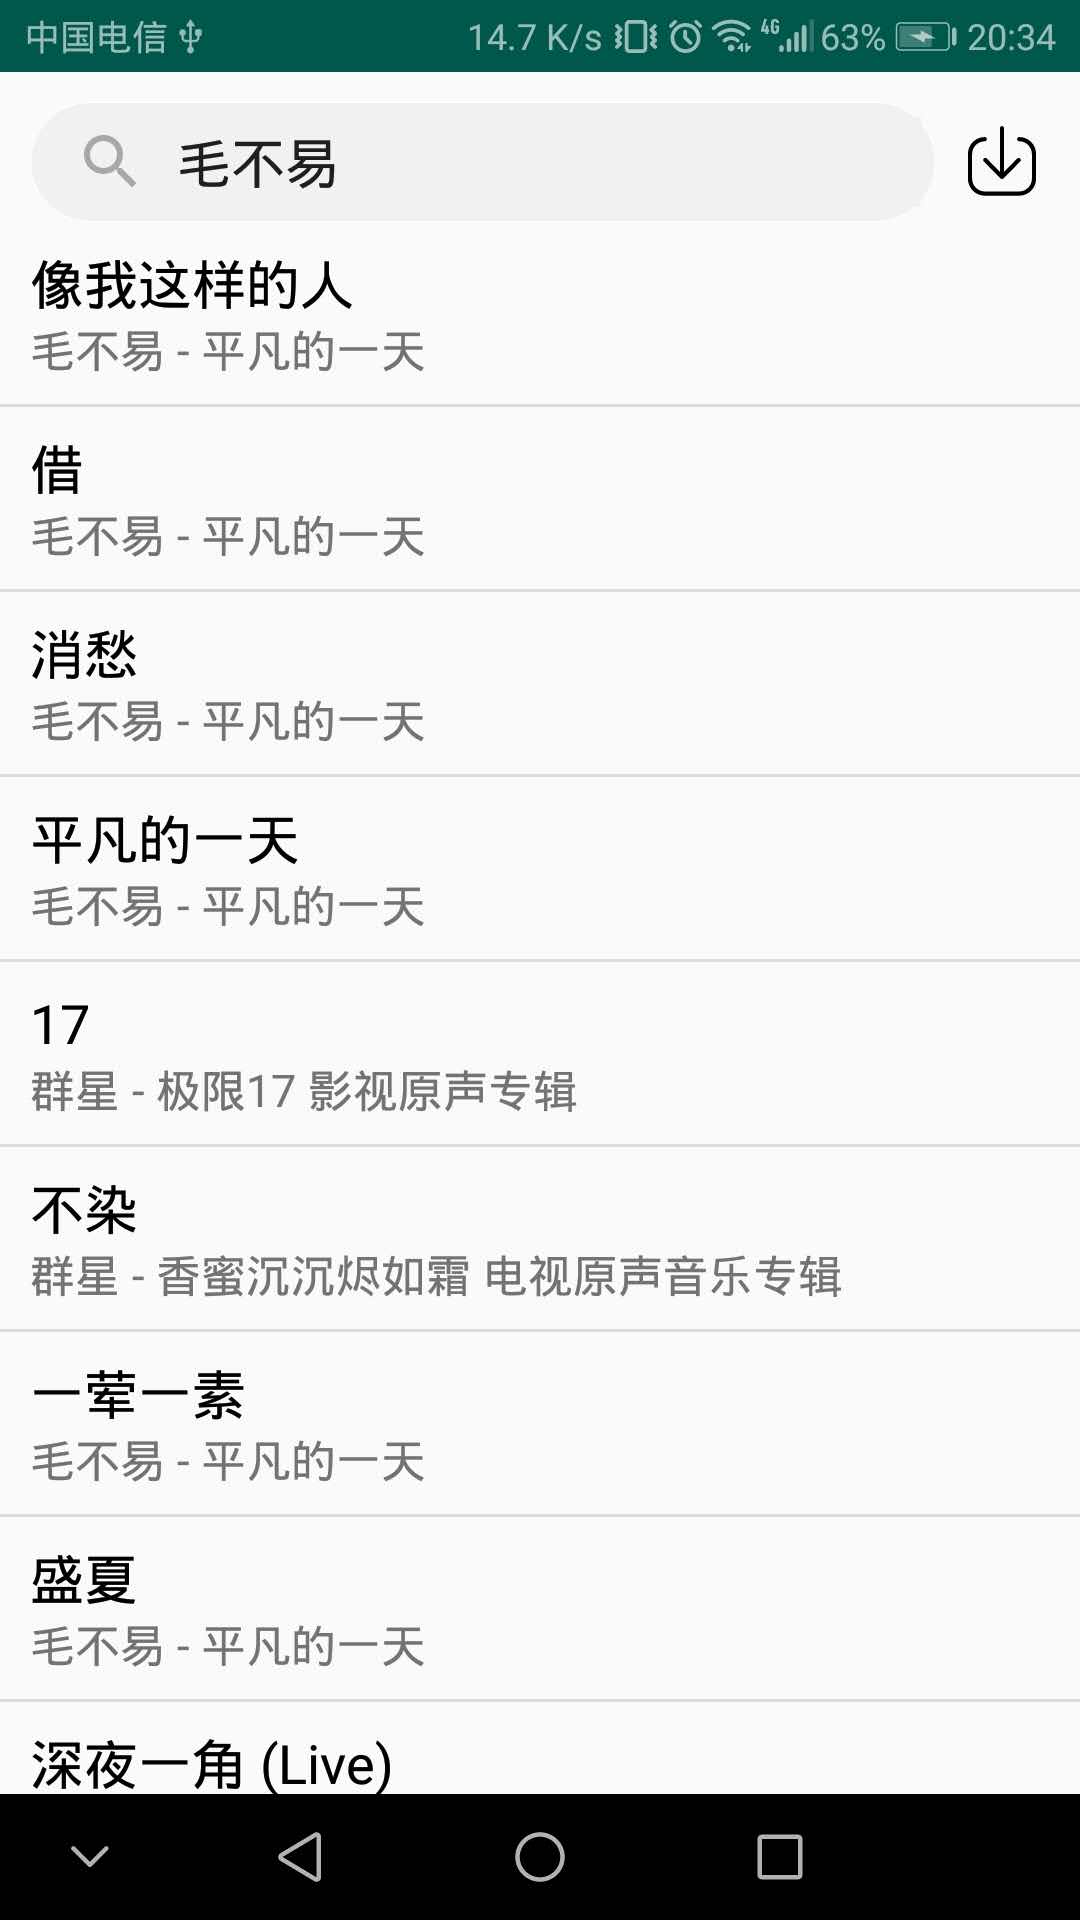 中国电信 14.7 K/s 4G 63% 20:34
毛不易
像我这样的人
毛不易 - 平凡的一天
借
毛不易 - 平凡的一天
消愁
毛不易 - 平凡的一天
平凡的一天
毛不易 - 平凡的一天
17
群星 - 极限17 影视原声专辑
不染
群星 - 香蜜沉沉烬如霜 电视原声音乐专辑
一荤一素
毛不易 - 平凡的一天
盛夏
毛不易 - 平凡的一天
深夜一角 (Live)